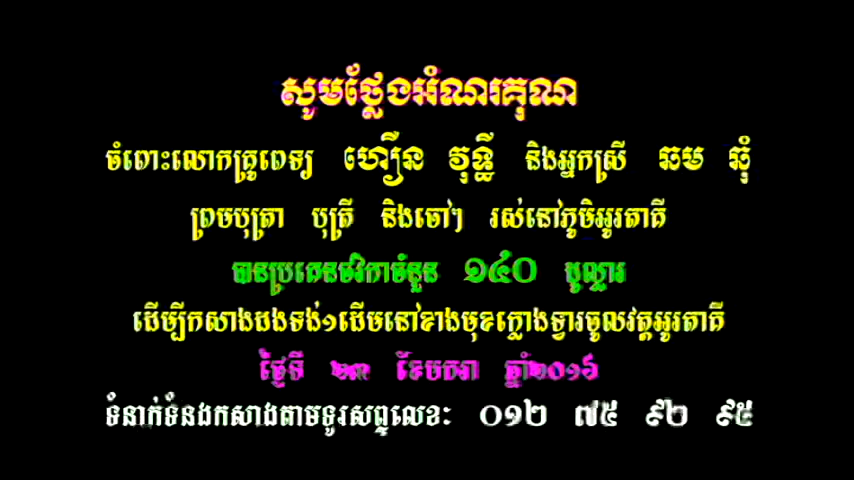 សូមថ្លែងអំណរគុណ
ចំពោះលោកគ្រូពេទ្យ ហឿន វុទ្ធី និងអ្នកស្រី ឆម ឆុំ
ព្រមបុត្រា បុត្រី និងចៅៗ រស់នៅភូមិអូរតាគី
បានប្រគេនថវិកាចំនួន ១៤០ ដុល្លារ
ដើម្បីកសាងដងទង់១ដើមនៅខាងមុខក្លោងទ្វារចូលវត្តអូរតាគី
ថ្ងៃទី ២៣ ខែមករា ឆ្នាំ២០១៦
ទំនាក់ទំនងកសាងតាមទូរសព្ទលេខៈ ០១២ ៧៥ ៩២ ៩៥